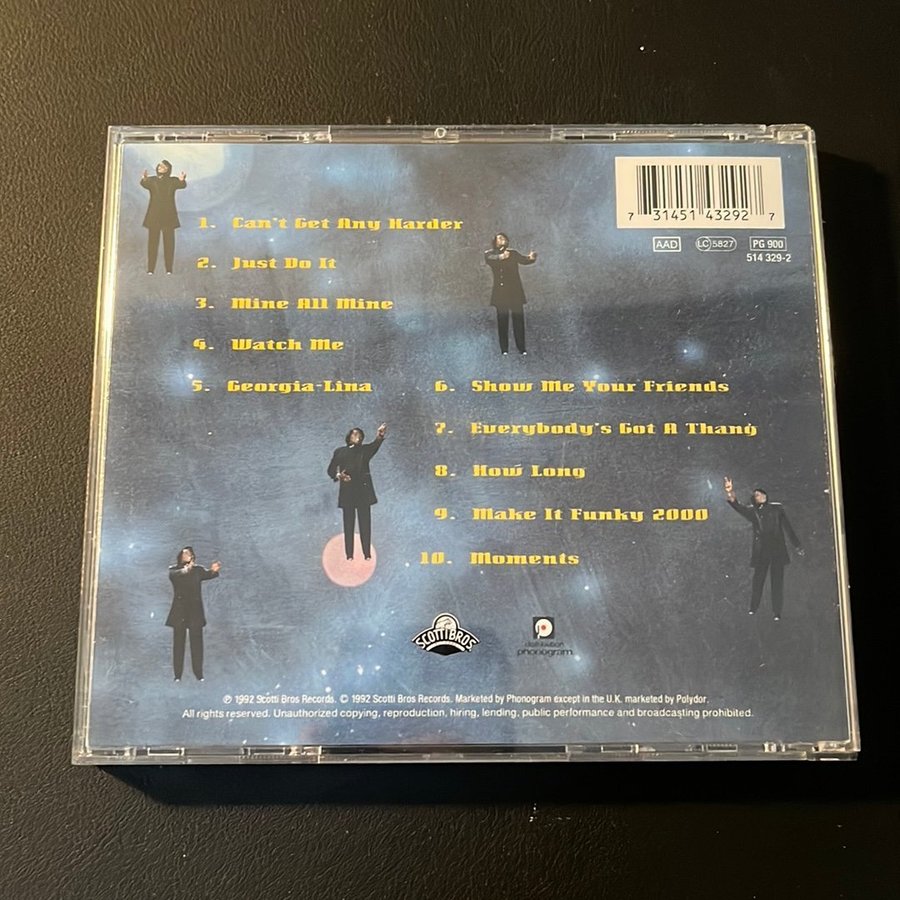 7 31451 43292 7
AAD LC 5827 PG 900
514 329-2
1. Can't Get Any Harder
2. Just Do It
3. Mine All Mine
4. Watch Me
5. Georgia-Lina
6. Show Me Your Friends
7. Everybody's Got A Thang
8. How Long
9. Make It Funky 2000
10. Moments
SCOTTI BROS.
distribution
phonogram
℗ 1992 Scotti Bros Records. © 1992 Scotti Bros Records. Marketed by Phonogram except in the U.K. marketed by Polydor.
All rights reserved. Unauthorized copying, reproduction, hiring, lending, public performance and broadcasting prohibited.